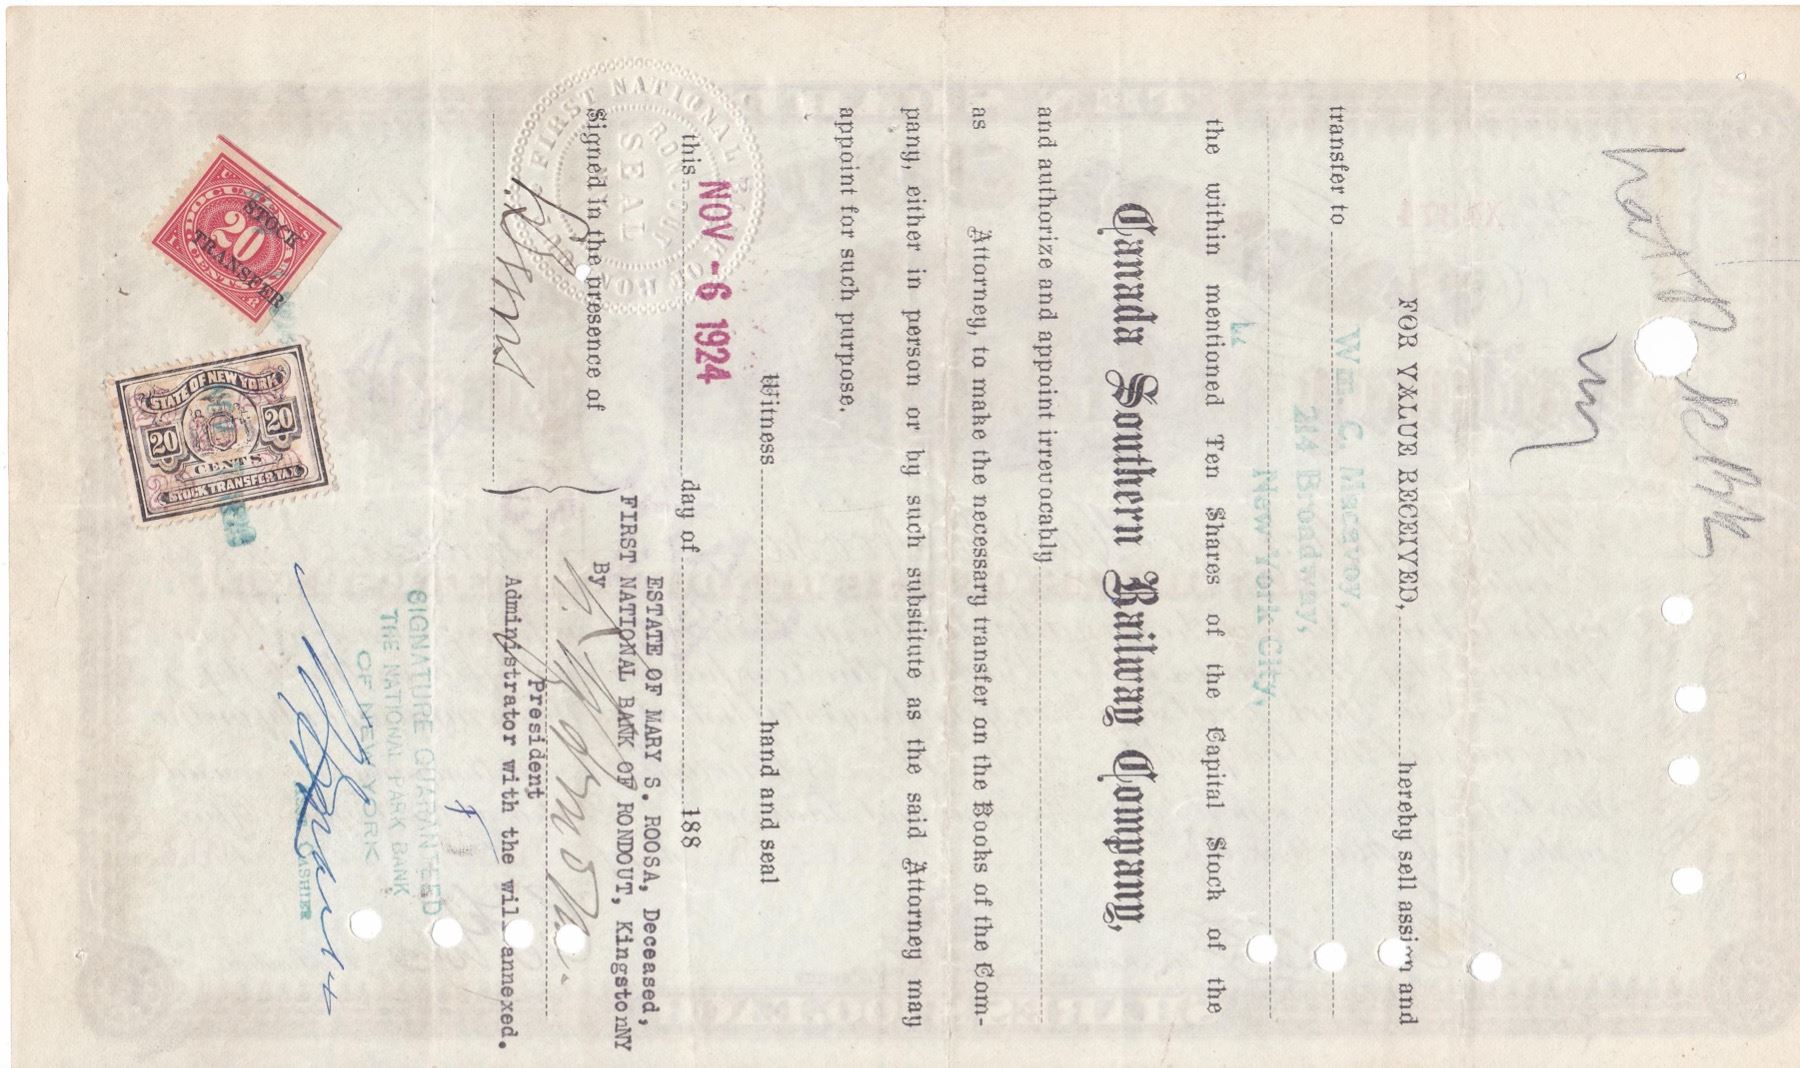 FOR VALUE RECEIVED, hereby sell assign and
transfer to
Wm. C. Macavoy,
214 Broadway,
New York City,
the within mentioned Ten Shares of the Capital Stock of the
Canada Southern Railway Company,
and authorize and appoint irrevocably
as Attorney, to make the necessary transfer on the Books of the Com-
pany, either in person or by such substitute as the said Attorney may
appoint for such purpose.
Witness hand and seal
this NOV - 6 1924 day of 188
Signed in the presence of
ESTATE OF MARY S. ROOSA, Deceased,
FIRST NATIONAL BANK OF RONDOUT, Kingston NY
By
President
Administrator with the will annexed.
FIRST NATIONAL
SEAL
SIGNATURE GUARANTEED
THE NATIONAL PARK BANK
OF NEW YORK
CASHIER
DOCUMENTARY
20
CENTS
STOCK
TRANSFER
STATE OF NEW YORK
20 20
CENTS
STOCK TRANSFER TAX